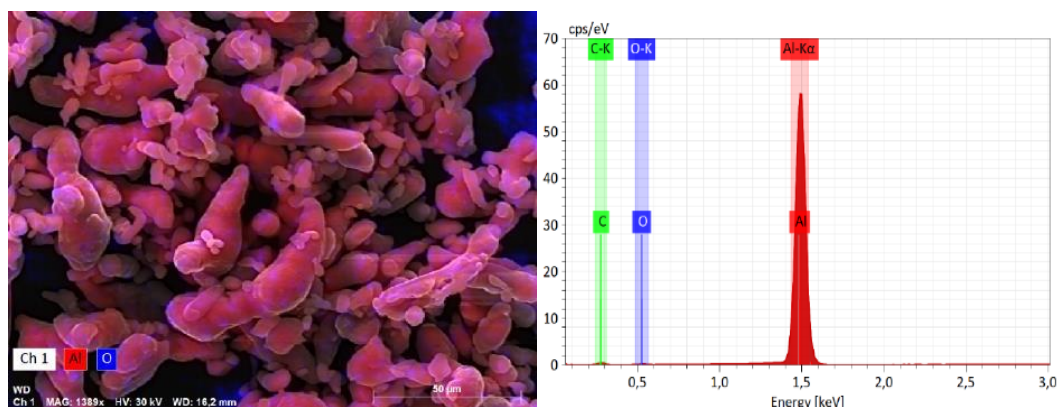 Ch 1 Al O
WD 50 µm
Ch 1 MAG: 1389x HV: 30 kV WD: 16,2 mm
cps/eV
70
60
50
40
30
20
10
0
C-K O-K Al-Kα
C O Al
0,5 1,0 1,5 2,0 2,5 3,0
Energy [keV]